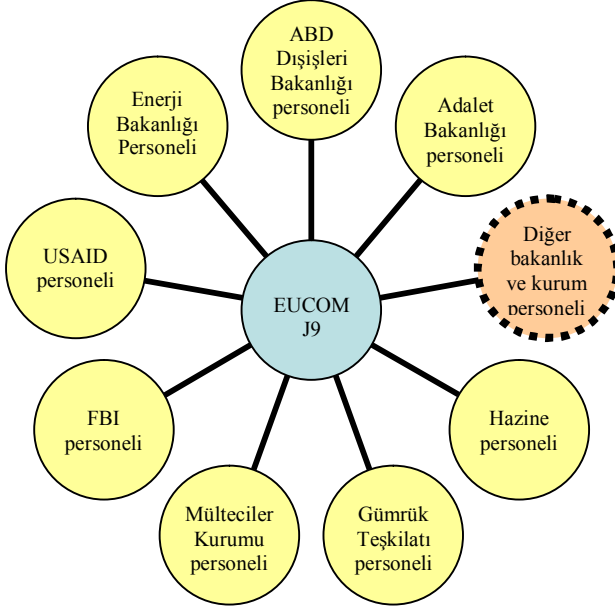 ABD
Dışişleri
Bakanlığı
personeli
Adalet
Bakanlığı
personeli
Diğer
bakanlık
ve kurum
personeli
Hazine
personeli
Gümrük
Teşkilatı
personeli
Mülteciler
Kurumu
personeli
FBI
personeli
USAID
personeli
Enerji
Bakanlığı
Personeli
EUCOM
J9